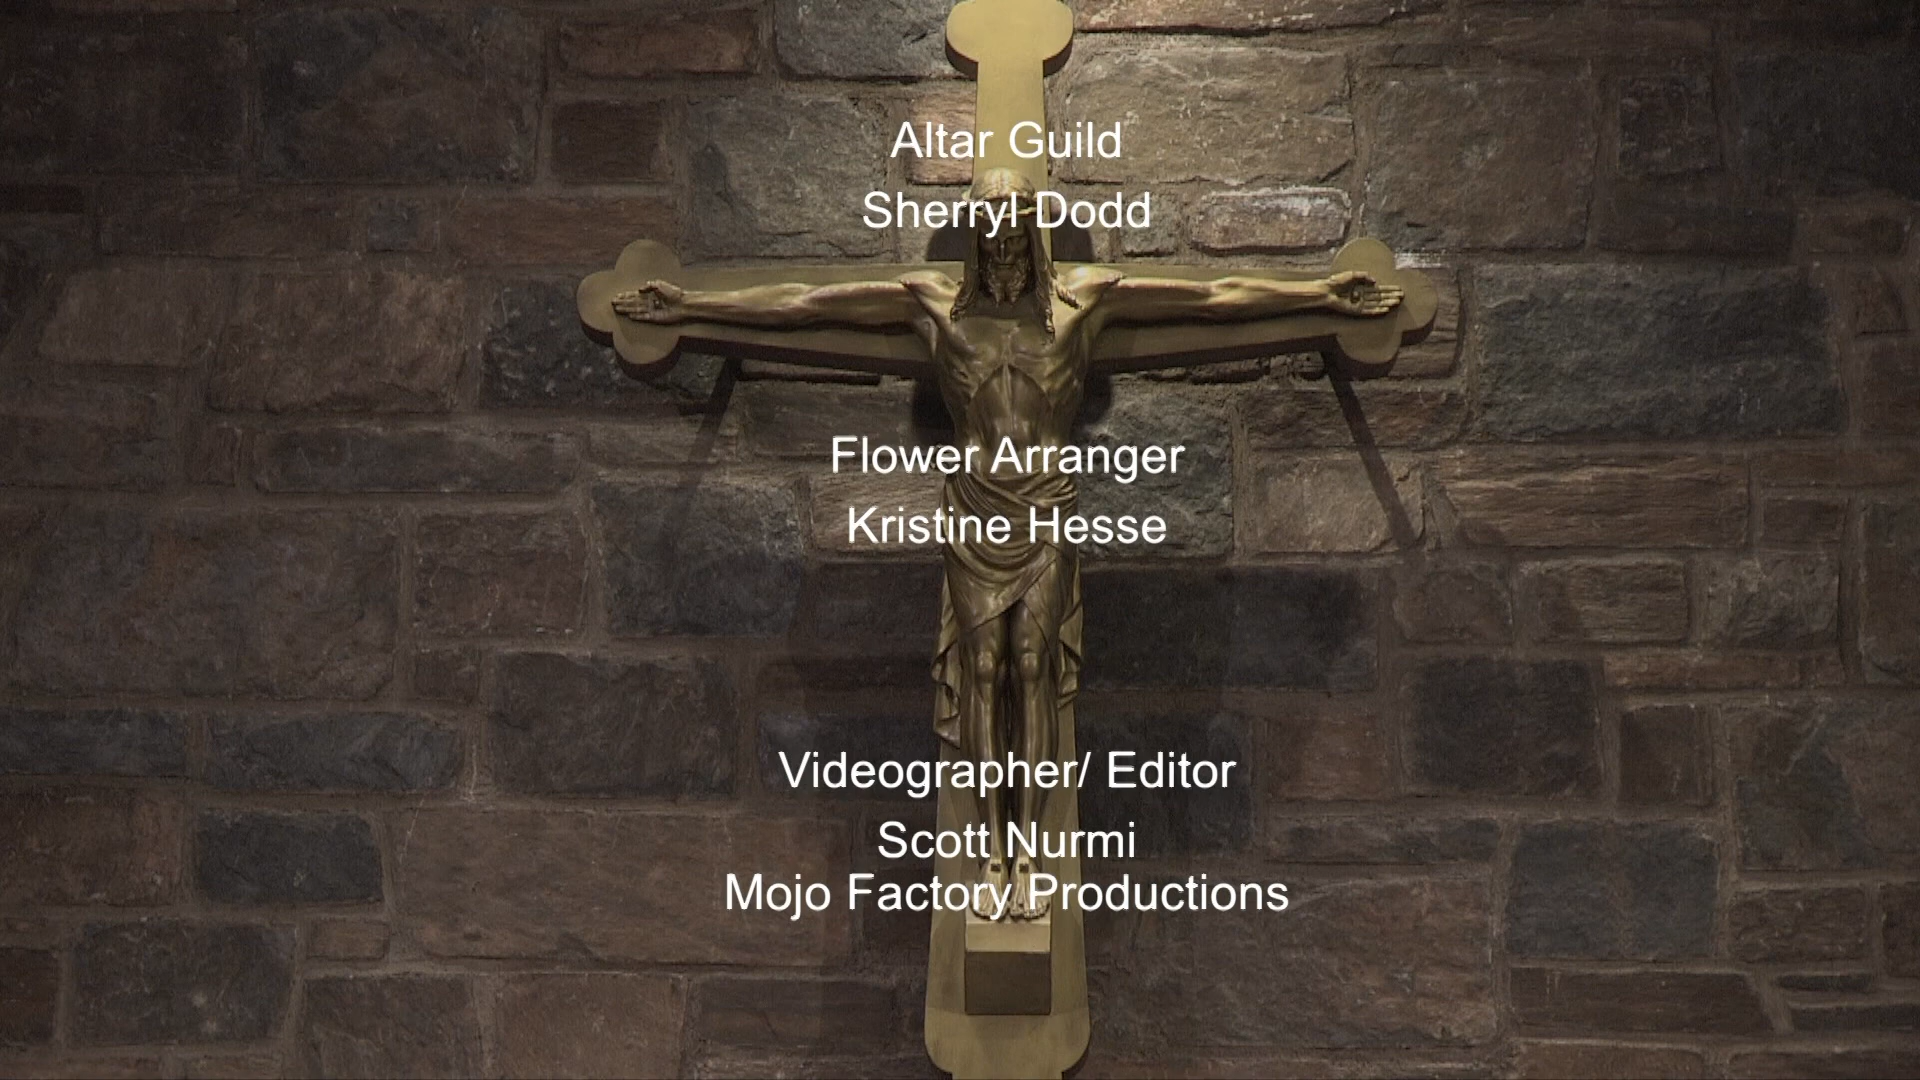 Altar Guild
Sherryl Dodd
Flower Arranger
Kristine Hesse
Videographer/ Editor
Scott Nurmi
Mojo Factory Productions